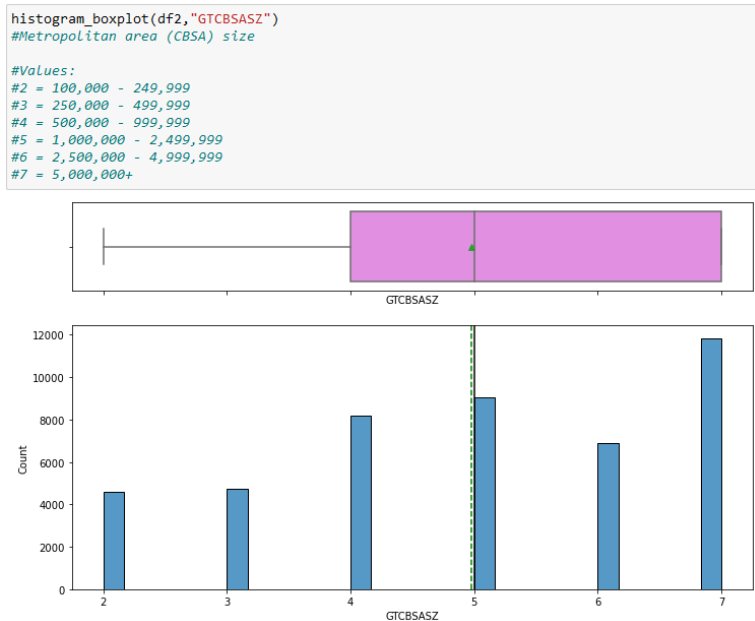 histogram_boxplot(df2,"GTCBSASZ")
#Metropolitan area (CBSA) size
#Values:
#2 = 100,000 - 249,999
#3 = 250,000 - 499,999
#4 = 500,000 - 999,999
#5 = 1,000,000 - 2,499,999
#6 = 2,500,000 - 4,999,999
#7 = 5,000,000+
GTCBSASZ
12000
10000
8000
6000
4000
2000
0
Count
2 3 4 5 6 7
GTCBSASZ